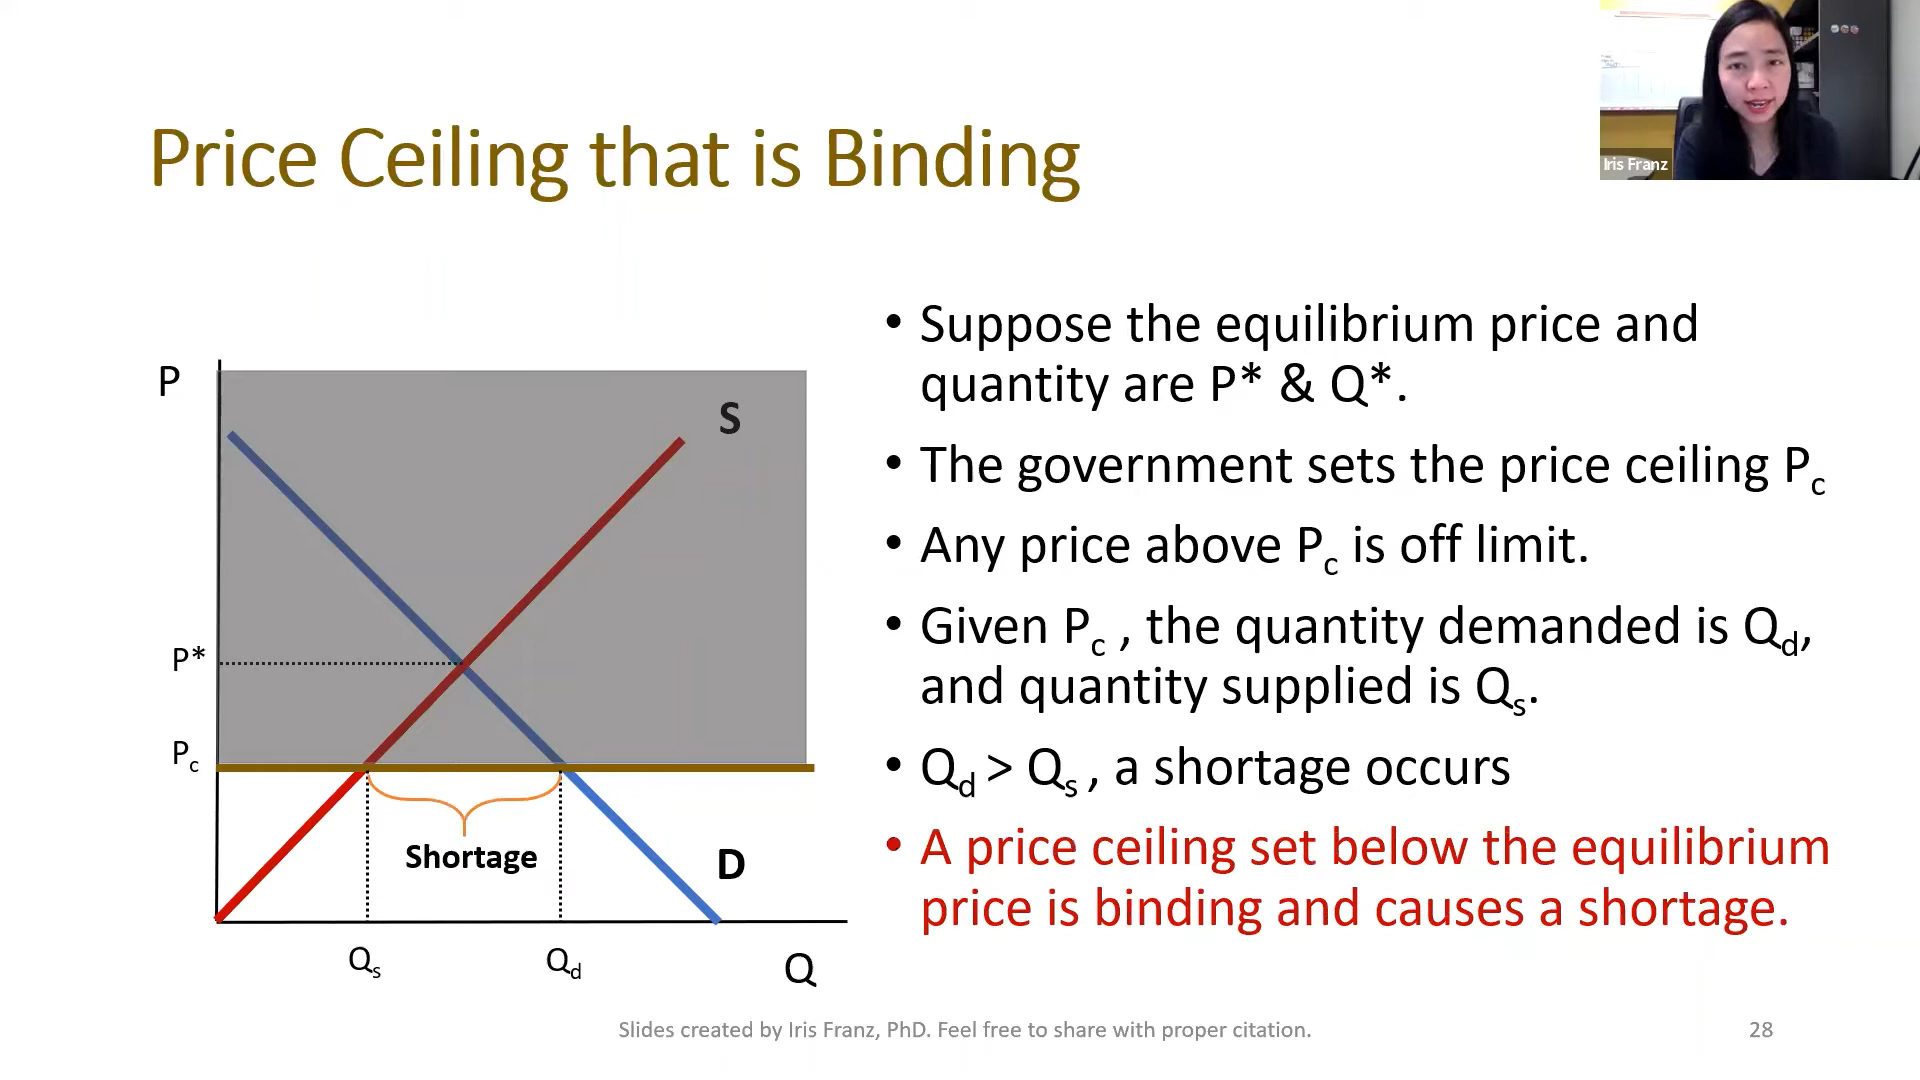 Iris Franz
Price Ceiling that is Binding
P
S
P*
Pc
Shortage
D
Qs
Qd
Q
• Suppose the equilibrium price and
quantity are P* & Q*.
• The government sets the price ceiling Pc
• Any price above Pc is off limit.
• Given Pc , the quantity demanded is Qd,
and quantity supplied is Qs.
• Qd > Qs , a shortage occurs
• A price ceiling set below the equilibrium
price is binding and causes a shortage.
Slides created by Iris Franz, PhD. Feel free to share with proper citation.
28